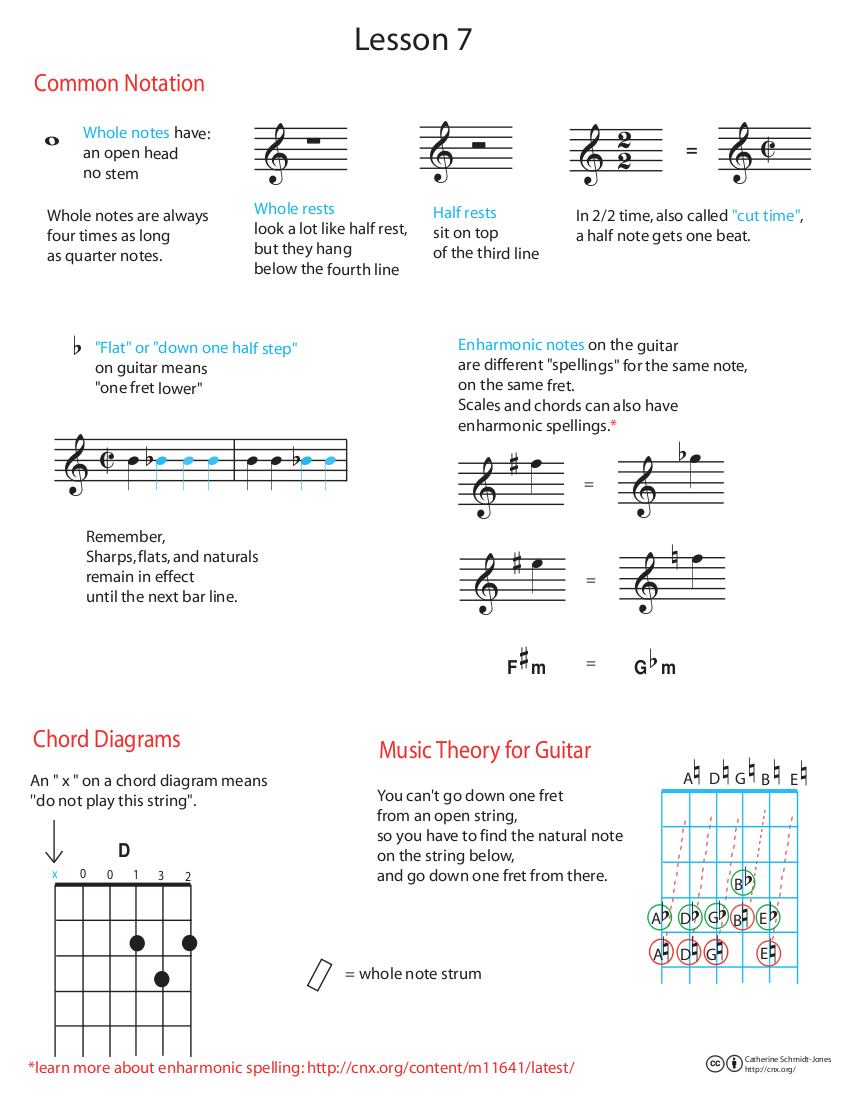 Lesson 7
Common Notation
Whole notes have:
an open head
no stem
Whole notes are always
four times as long
as quarter notes.
Whole rests
look a lot like half rest,
but they hang
below the fourth line
Half rests
sit on top
of the third line
2
2
=
In 2/2 time, also called "cut time",
a half note gets one beat.
♭ "Flat" or "down one half step"
on guitar means
"one fret lower"
Remember,
Sharps, flats, and naturals
remain in effect
until the next bar line.
Enharmonic notes on the guitar
are different "spellings" for the same note,
on the same fret.
Scales and chords can also have
enharmonic spellings.*
=
=
F♯m = G♭m
Chord Diagrams
An " x " on a chord diagram means
"do not play this string".
D
x 0 0 1 3 2
= whole note strum
Music Theory for Guitar
You can't go down one fret
from an open string,
so you have to find the natural note
on the string below,
and go down one fret from there.
A♮ D♮ G♮ B♮ E♮
B♭
A♭ D♭ G♭ B♮ E♭
A♮ D♮ G♮ E♮
*learn more about enharmonic spelling: http://cnx.org/content/m11641/latest/
cc
Catherine Schmidt-Jones
http://cnx.org/